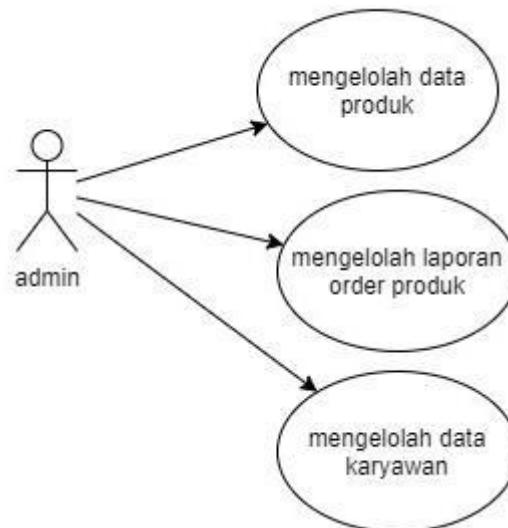 mengelolah data
produk
admin
mengelolah laporan
order produk
mengelolah data
karyawan